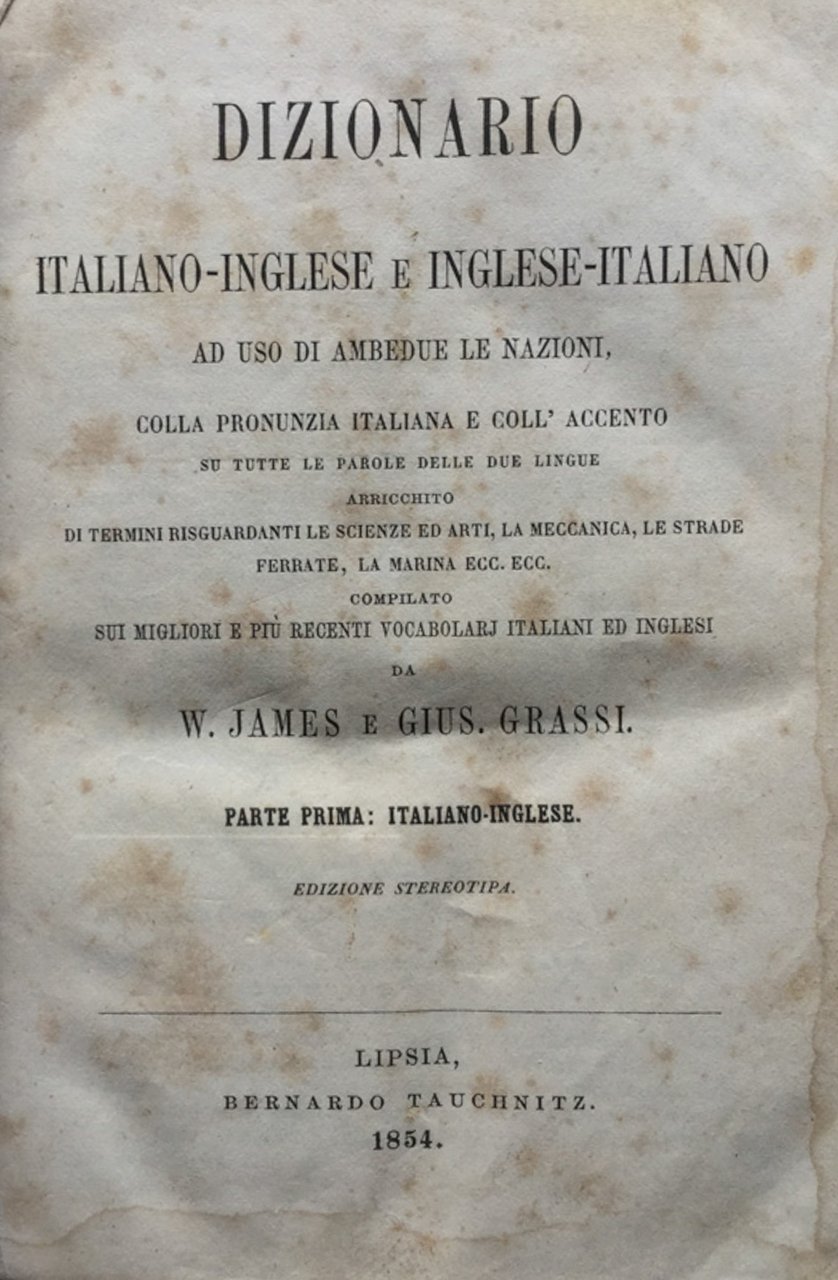 DIZIONARIO
ITALIANO-INGLESE E INGLESE-ITALIANO
AD USO DI AMBEDUE LE NAZIONI,
COLLA PRONUNZIA ITALIANA E COLL' ACCENTO
SU TUTTE LE PAROLE DELLE DUE LINGUE
ARRICCHITO
DI TERMINI RISGUARDANTI LE SCIENZE ED ARTI, LA MECCANICA, LE STRADE
FERRATE, LA MARINA ECC. ECC.
COMPILATO
SUI MIGLIORI E PIÙ RECENTI VOCABOLARJ ITALIANI ED INGLESI
DA
W. JAMES E GIUS. GRASSI.
PARTE PRIMA: ITALIANO-INGLESE.
EDIZIONE STEREOTIPA.
LIPSIA,
BERNARDO TAUCHNITZ.
1854.